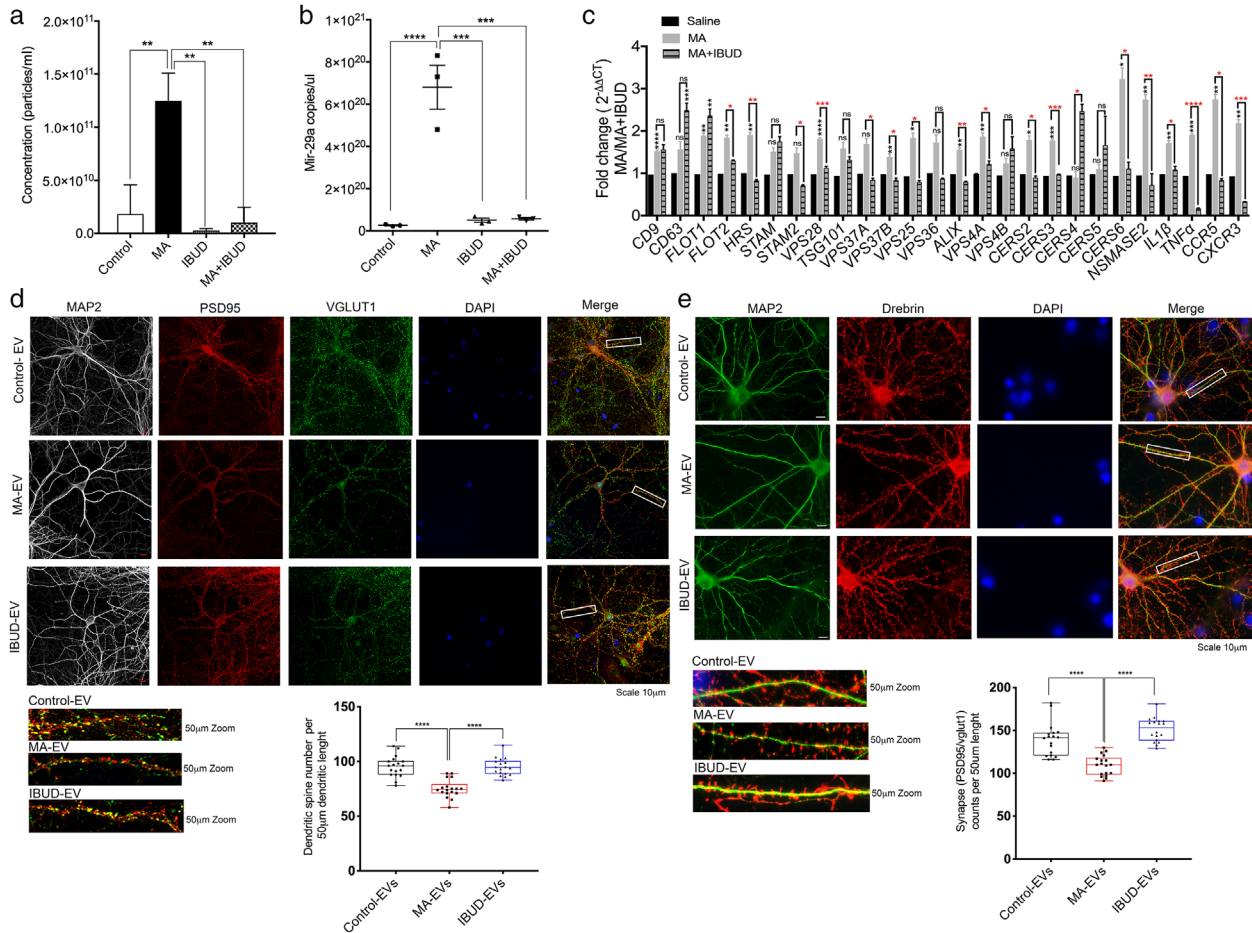 a
Concentration (particles/ml)
2.0×10¹¹
1.5×10¹¹
1.0×10¹¹
5.0×10¹⁰
0.0
**
**
**
Control
MA
IBUD
MA+IBUD
b
Mir-29a copies/ul
1×10²¹
8×10²⁰
6×10²⁰
4×10²⁰
2×10²⁰
0
****
***
***
Control
MA
IBUD
MA+IBUD
c
Saline
MA
MA+IBUD
Fold change ( 2^-ΔΔCT)
MA/MA+IBUD
4
2
0
CD9
CD63
FLOT1
FLOT2
HRS
STAM
STAM2
VPS28
TSG101
VPS37A
VPS37B
VPS25
VPS36
ALIX
VPS4A
VPS4B
CERS2
CERS3
CERS4
CERS5
CERS6
NSMASE2
IL1β
TNFα
CCR5
CXCR3
d
MAP2
PSD95
VGLUT1
DAPI
Merge
Control- EV
MA-EV
IBUD-EV
Scale 10μm
Control-EV
50μm Zoom
MA-EV
50μm Zoom
IBUD-EV
50μm Zoom
Dendritic spine number per
50μm dendritic lenght
150
100
50
0
****
****
Control-EVs
MA-EVs
IBUD-EVs
e
MAP2
Drebrin
DAPI
Merge
Control- EV
MA-EV
IBUD-EV
Scale 10μm
Control-EV
50μm Zoom
MA-EV
50μm Zoom
IBUD-EV
50μm Zoom
Synapse (PSD95/vglut1)
counts per 50um lenght
200
150
100
50
0
****
****
Control-EVs
MA-EVs
IBUD-EVs